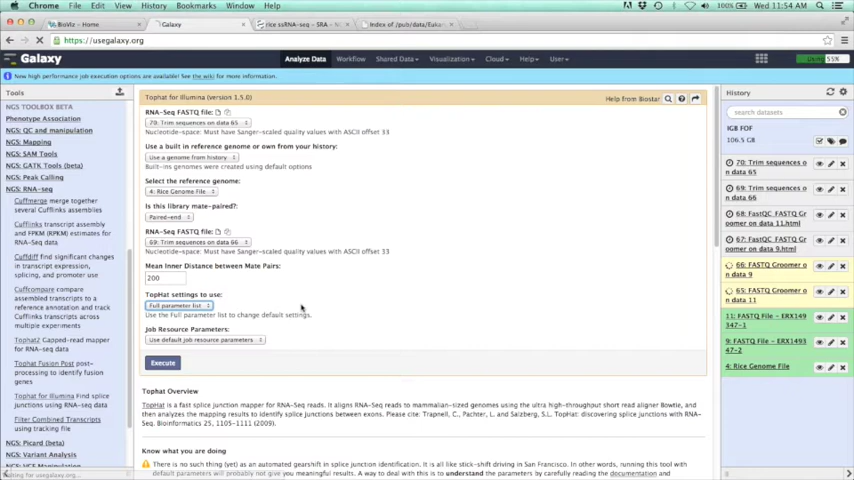 Chrome File Edit View History Bookmarks Window Help
100% Wed 11:54 AM
BioViz – Home
Galaxy
rice ssRNA-seq – SRA – N
Index of /pub/data/Eukar
https://usegalaxy.org
Galaxy
Analyze Data Workflow Shared Data Visualization Cloud Help User
Using 55%
New high performance job execution options are available! See the wiki for more information.
Tools
NGS TOOLBOX BETA
Phenotype Association
NGS: QC and manipulation
NGS: Mapping
NGS: SAM Tools
NGS: GATK Tools (beta)
NGS: Peak Calling
NGS: RNA-seq
Cuffmerge merge together
several Cufflinks assemblies
Cufflinks transcript assembly
and FPKM (RPKM) estimates for
RNA-Seq data
Cuffdiff find significant changes
in transcript expression,
splicing, and promoter use
Cuffcompare compare
assembled transcripts to a
reference annotation and track
Cufflinks transcripts across
multiple experiments
Tophat2 Gapped-read mapper
for RNA-seq data
Tophat Fusion Post post-
processing to identify fusion
genes
Tophat for Illumina Find splice
junctions using RNA-seq data
Filter Combined Transcripts
using tracking file
NGS: Picard (beta)
NGS: Variant Analysis
Waiting for usegalaxy.org...
Tophat for Illumina (version 1.5.0)
Help from Biostar
RNA-Seq FASTQ file:
70: Trim sequences on data 65
Nucleotide-space: Must have Sanger-scaled quality values with ASCII offset 33
Use a built in reference genome or own from your history:
Use a genome from history
Built-ins genomes were created using default options
Select the reference genome:
4: Rice Genome File
Is this library mate-paired?:
Paired-end
RNA-Seq FASTQ file:
69: Trim sequences on data 66
Nucleotide-space: Must have Sanger-scaled quality values with ASCII offset 33
Mean Inner Distance between Mate Pairs:
200
TopHat settings to use:
Full parameter list
Use the Full parameter list to change default settings.
Job Resource Parameters:
Use default job resource parameters
Execute
Tophat Overview
TopHat is a fast splice junction mapper for RNA-Seq reads. It aligns RNA-Seq reads to mammalian-sized genomes using the ultra high-throughput short read aligner Bowtie, and
then analyzes the mapping results to identify splice junctions between exons. Please cite: Trapnell, C., Pachter, L. and Salzberg, S.L. TopHat: discovering splice junctions with RNA-
Seq. Bioinformatics 25, 1105-1111 (2009).
Know what you are doing
There is no such thing (yet) as an automated gearshift in splice junction identification. It is all like stick-shift driving in San Francisco. In other words, running this tool with
default parameters will probably not give you meaningful results. A way to deal with this is to understand the parameters by carefully reading the documentation
History
search datasets
IGB FOF
106.5 GB
70: Trim sequences o
n data 65
69: Trim sequences o
n data 66
68: FastQC_FASTQ Gr
oomer on data 11.html
67: FastQC_FASTQ Gr
oomer on data 9.html
66: FASTQ Groomer o
n data 9
65: FASTQ Groomer o
n data 11
11: FASTQ File - ERX149
347-1
9: FASTQ File - ERX1493
47-2
4: Rice Genome File